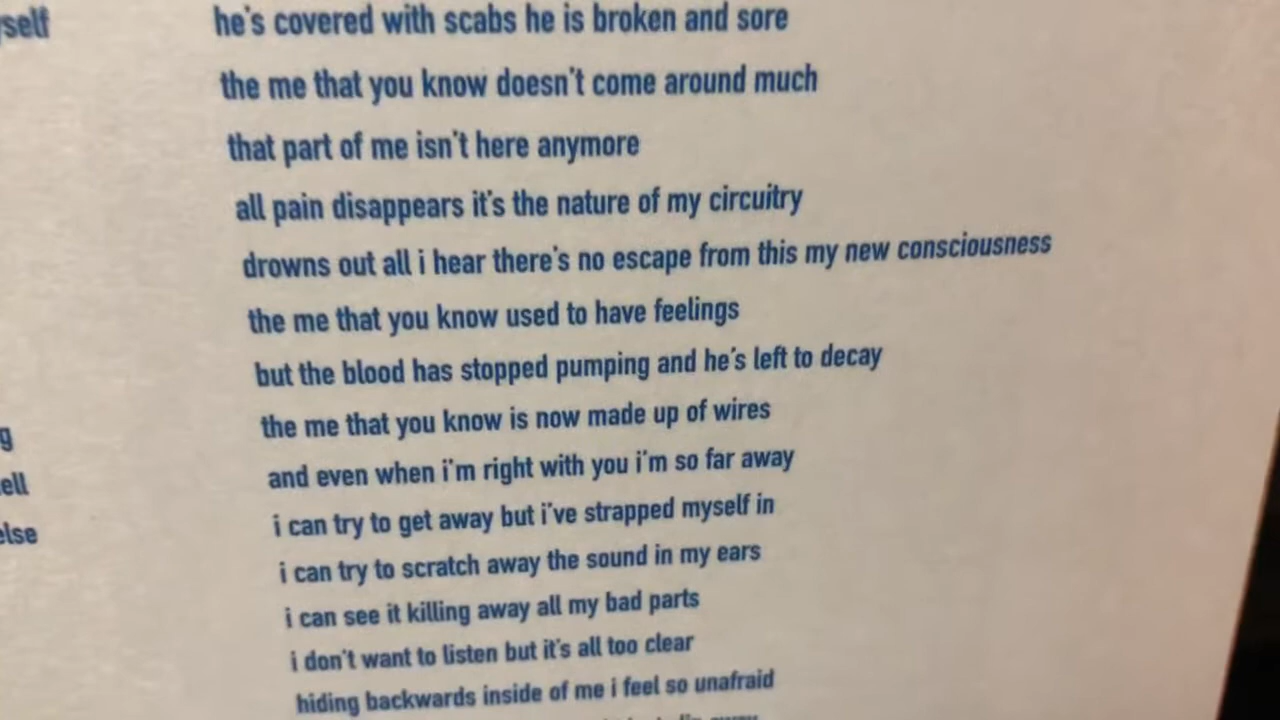 yself
he's covered with scabs he is broken and sore
the me that you know doesn't come around much
that part of me isn't here anymore
all pain disappears it's the nature of my circuitry
drowns out all i hear there's no escape from this my new consciousness
the me that you know used to have feelings
but the blood has stopped pumping and he's left to decay
the me that you know is now made up of wires
and even when i'm right with you i'm so far away
i can try to get away but i've strapped myself in
i can try to scratch away the sound in my ears
i can see it killing away all my bad parts
i don't want to listen but it's all too clear
hiding backwards inside of me i feel so unafraid
g
ell
else